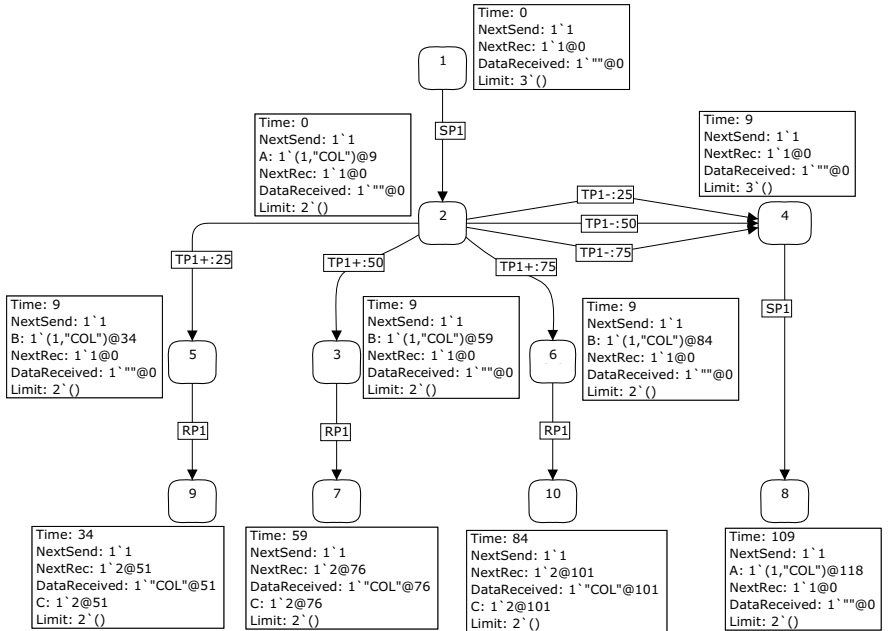 Time: 0
NextSend: 1`1
NextRec: 1`1@0
DataReceived: 1`""@0
Limit: 3`()
1
SP1
Time: 0
NextSend: 1`1
A: 1`(1,"COL")@9
NextRec: 1`1@0
DataReceived: 1`""@0
Limit: 2`()
Time: 9
NextSend: 1`1
NextRec: 1`1@0
DataReceived: 1`""@0
Limit: 3`()
2
TP1-:25
TP1-:50
TP1-:75
4
TP1+:25
TP1+:50
TP1+:75
SP1
Time: 9
NextSend: 1`1
B: 1`(1,"COL")@34
NextRec: 1`1@0
DataReceived: 1`""@0
Limit: 2`()
5
3
Time: 9
NextSend: 1`1
B: 1`(1,"COL")@59
NextRec: 1`1@0
DataReceived: 1`""@0
Limit: 2`()
6
Time: 9
NextSend: 1`1
B: 1`(1,"COL")@84
NextRec: 1`1@0
DataReceived: 1`""@0
Limit: 2`()
RP1
RP1
RP1
9
7
10
8
Time: 34
NextSend: 1`1
NextRec: 1`2@51
DataReceived: 1`"COL"@51
C: 1`2@51
Limit: 2`()
Time: 59
NextSend: 1`1
NextRec: 1`2@76
DataReceived: 1`"COL"@76
C: 1`2@76
Limit: 2`()
Time: 84
NextSend: 1`1
NextRec: 1`2@101
DataReceived: 1`"COL"@101
C: 1`2@101
Limit: 2`()
Time: 109
NextSend: 1`1
A: 1`(1,"COL")@118
NextRec: 1`1@0
DataReceived: 1`""@0
Limit: 2`()